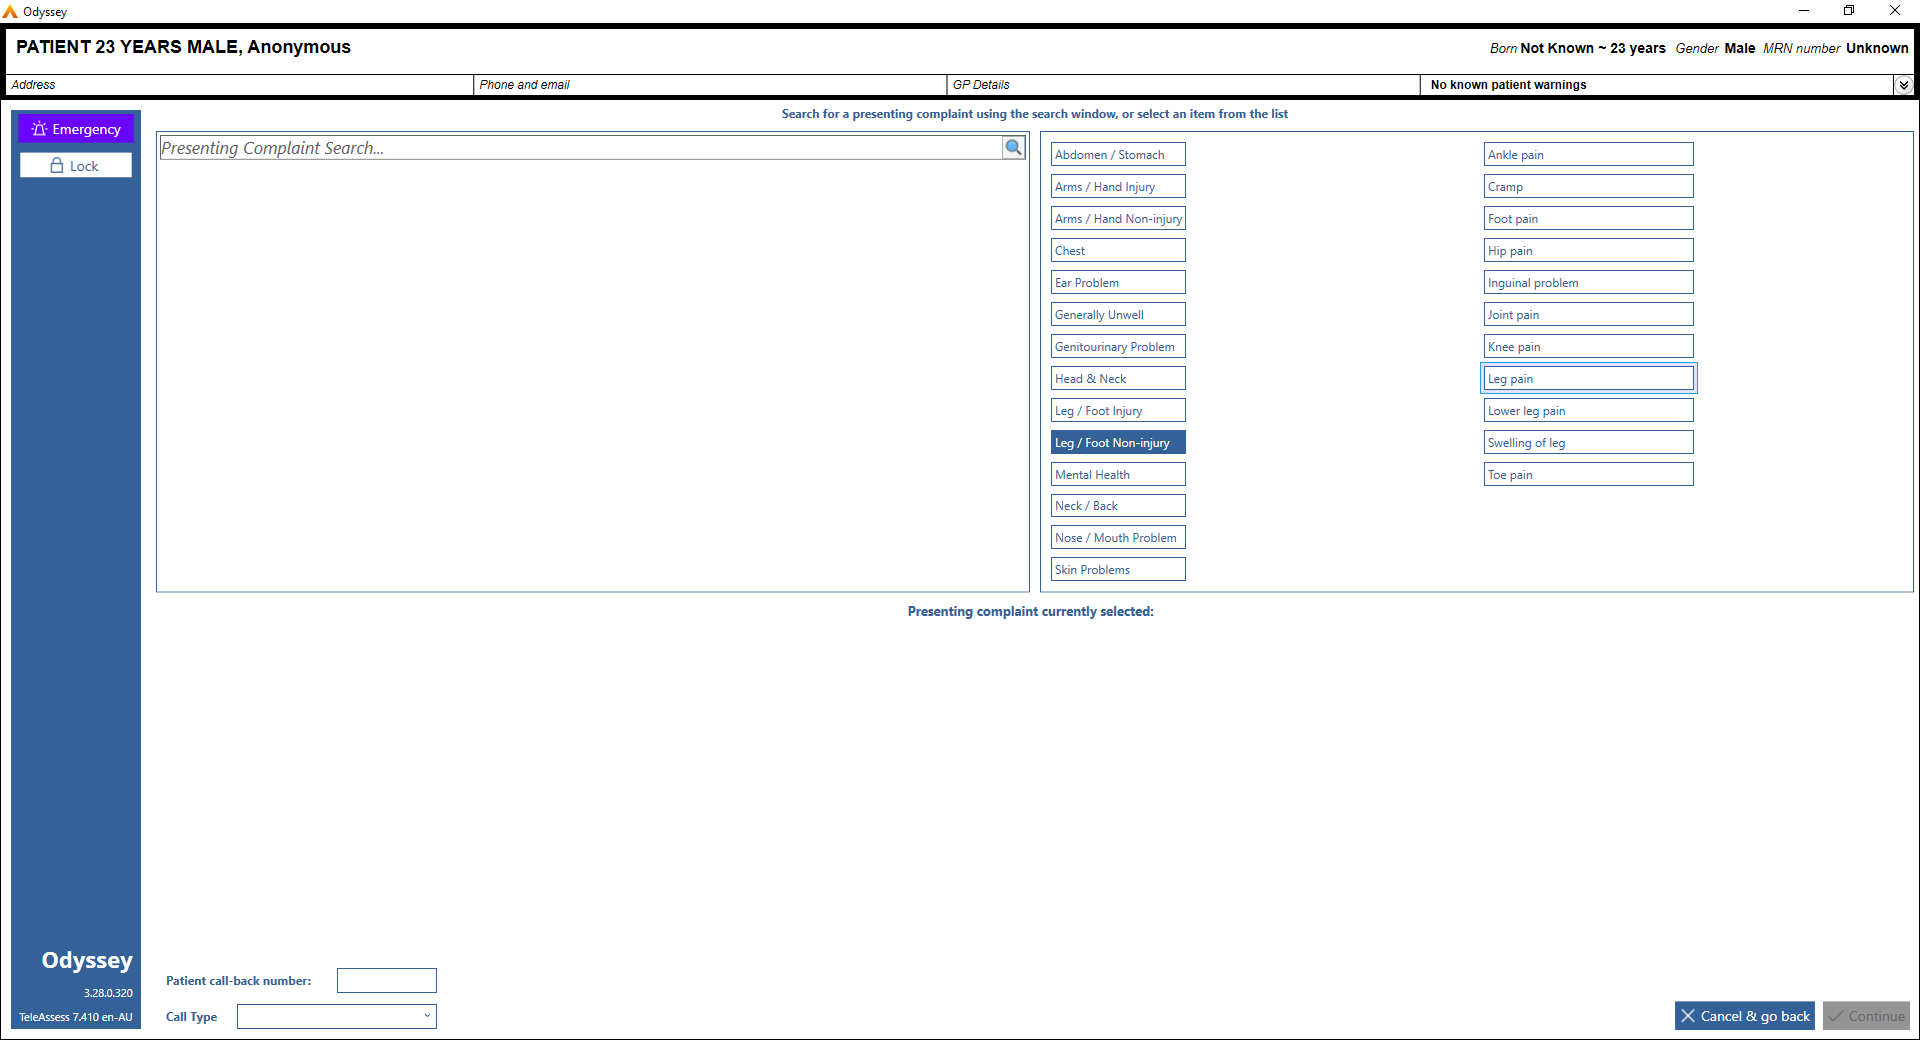 Odyssey
PATIENT 23 YEARS MALE, Anonymous
Born Not Known ~ 23 years Gender Male MRN number Unknown
Address
Phone and email
GP Details
No known patient warnings
Emergency
Lock
Search for a presenting complaint using the search window, or select an item from the list
Presenting Complaint Search...
Abdomen / Stomach
Arms / Hand Injury
Arms / Hand Non-injury
Chest
Ear Problem
Generally Unwell
Genitourinary Problem
Head & Neck
Leg / Foot Injury
Leg / Foot Non-injury
Mental Health
Neck / Back
Nose / Mouth Problem
Skin Problems
Ankle pain
Cramp
Foot pain
Hip pain
Inguinal problem
Joint pain
Knee pain
Leg pain
Lower leg pain
Swelling of leg
Toe pain
Presenting complaint currently selected:
Odyssey
3.28.0.320
TeleAssess 7.410 en-AU
Patient call-back number:
Call Type
Cancel & go back
Continue